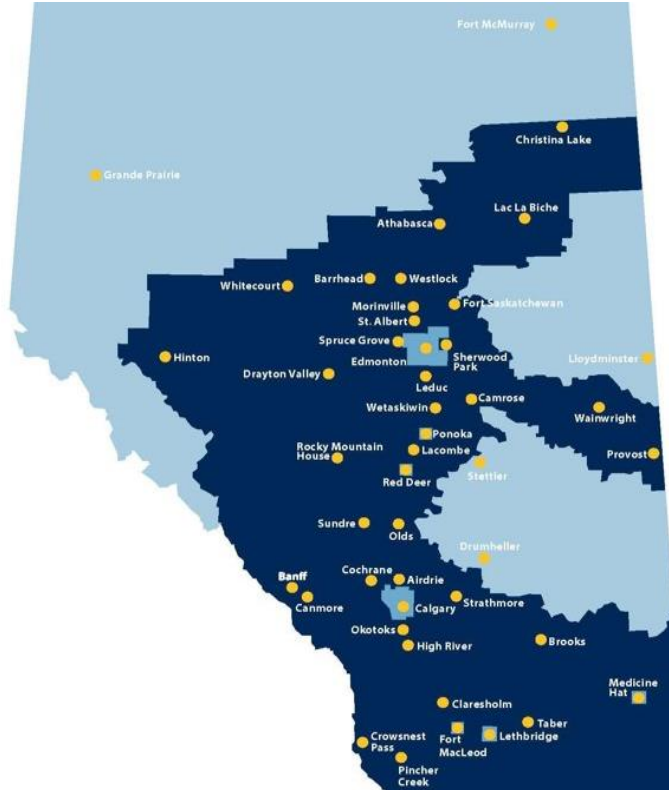 Fort McMurray
Christina Lake
Grande Prairie
Lac La Biche
Athabasca
Whitecourt
Barrhead
Westlock
Morinville
Fort Saskatchewan
St. Albert
Spruce Grove
Edmonton
Sherwood
Park
Hinton
Lloydminster
Drayton Valley
Leduc
Camrose
Wetaskiwin
Wainwright
Ponoka
Rocky Mountain
House
Lacombe
Provost
Red Deer
Stettler
Sundre
Olds
Drumheller
Banff
Cochrane
Airdrie
Canmore
Calgary
Strathmore
Okotoks
High River
Brooks
Medicine
Hat
Claresholm
Taber
Fort
MacLeod
Lethbridge
Crowsnest
Pass
Pincher
Creek